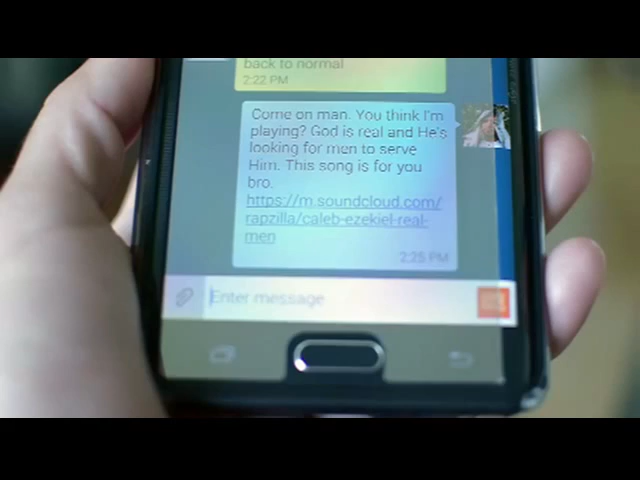 back to normal
2:22 PM
Come on man. You think I'm
playing? God is real and He's
looking for men to serve
Him. This song is for you
bro.
https://m.soundcloud.com/
rapzilla/caleb-ezekiel-real-
men
2:25 PM
Enter message